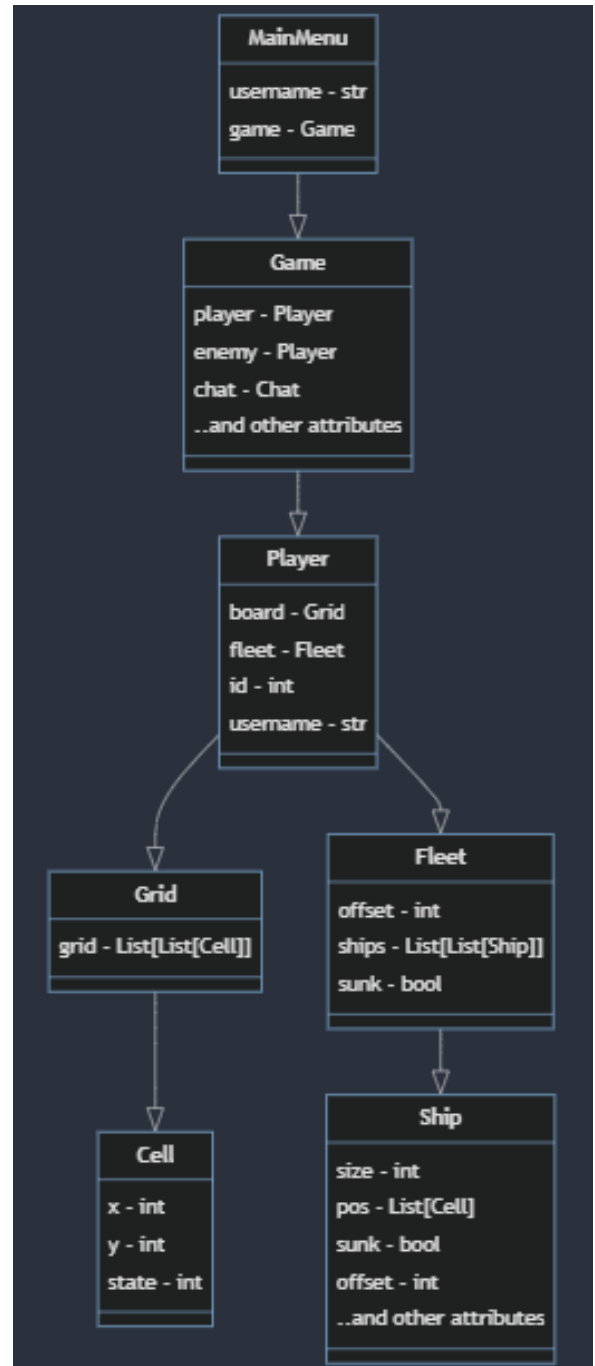 MainMenu
username - str
game - Game
Game
player - Player
enemy - Player
chat - Chat
..and other attributes
Player
board - Grid
fleet - Fleet
id - int
username - str
Grid
grid - List[List[Cell]]
Fleet
offset - int
ships - List[List[Ship]]
sunk - bool
Cell
x - int
y - int
state - int
Ship
size - int
pos - List[Cell]
sunk - bool
offset - int
..and other attributes